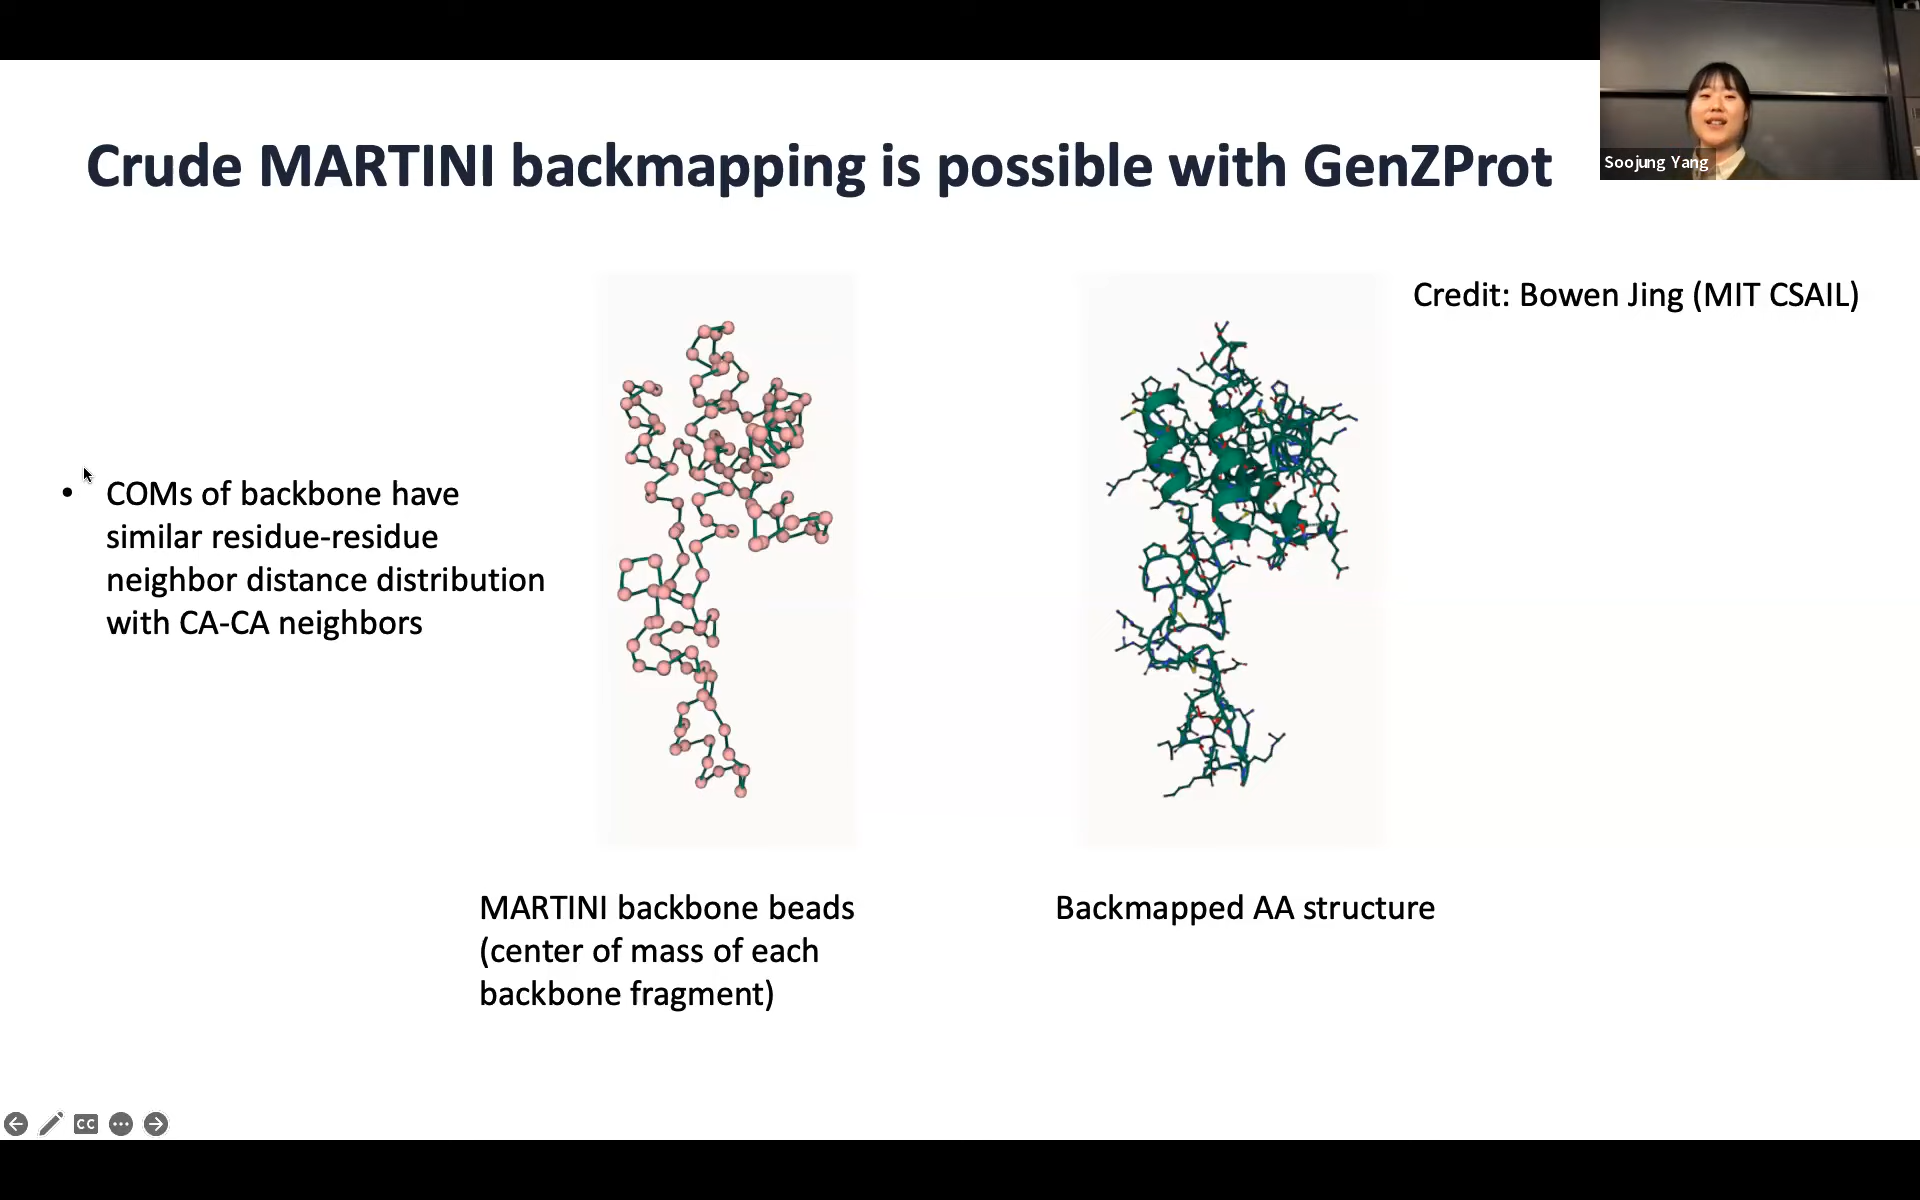 Crude MARTINI backmapping is possible with GenZProt
Soojung Yang
Credit: Bowen Jing (MIT CSAIL)
• COMs of backbone have
similar residue-residue
neighbor distance distribution
with CA-CA neighbors
MARTINI backbone beads
(center of mass of each
backbone fragment)
Backmapped AA structure
CC